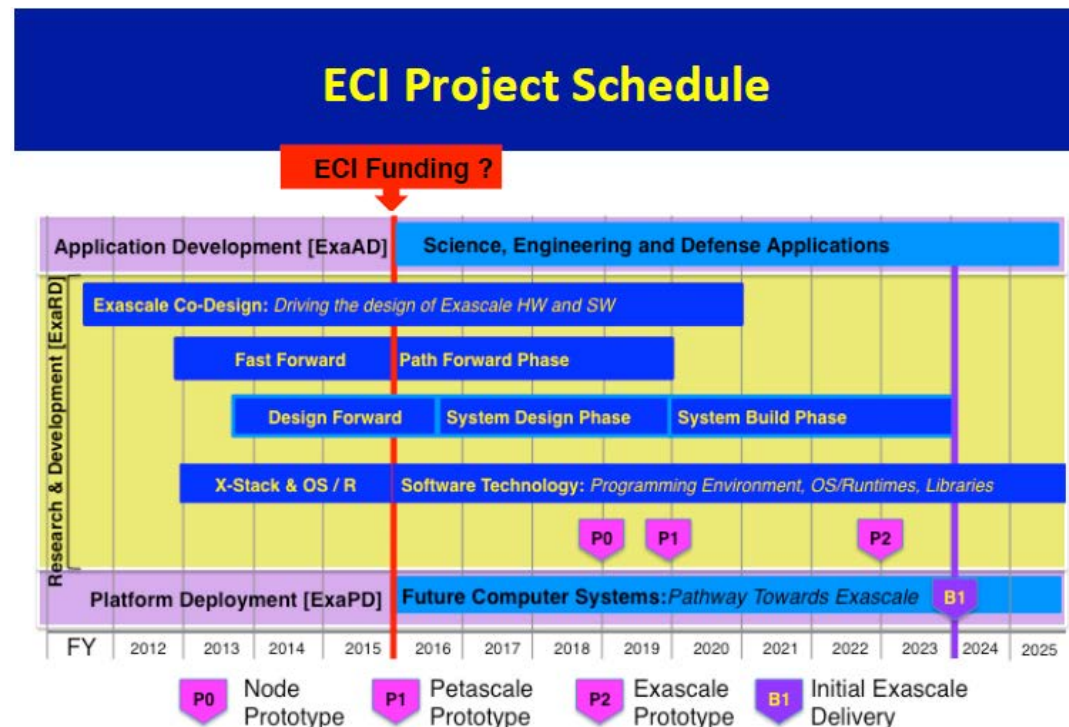 ECI Project Schedule
ECI Funding ?
Application Development [ExaAD]
Science, Engineering and Defense Applications
Research & Development [ExaRD]
Exascale Co-Design: Driving the design of Exascale HW and SW
Fast Forward
Path Forward Phase
Design Forward
System Design Phase
System Build Phase
X-Stack & OS / R
Software Technology: Programming Environment, OS/Runtimes, Libraries
P0
P1
P2
Platform Deployment [ExaPD]
Future Computer Systems:Pathway Towards Exascale
B1
FY 2012 2013 2014 2015 2016 2017 2018 2019 2020 2021 2022 2023 2024 2025
P0 Node
Prototype
P1 Petascale
Prototype
P2 Exascale
Prototype
B1 Initial Exascale
Delivery